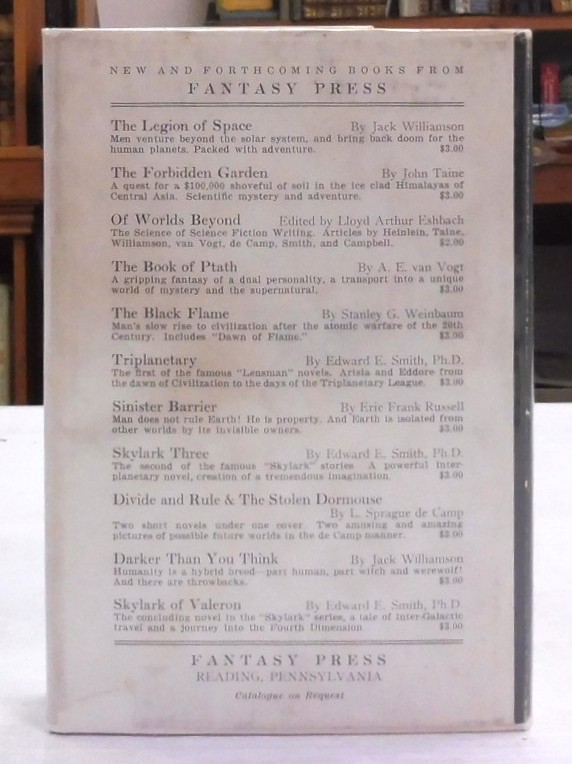 NEW AND FORTHCOMING BOOKS FROM
FANTASY PRESS
The Legion of Space By Jack Williamson
Men venture beyond the solar system, and bring back doom for the
human planets. Packed with adventure. $3.00
The Forbidden Garden By John Taine
A quest for a $100,000 shovelful of soil in the ice clad Himalayas of
Central Asia. Scientific mystery and adventure. $3.00
Of Worlds Beyond Edited by Lloyd Arthur Eshbach
The Science of Science Fiction Writing. Articles by Heinlein, Taine,
Williamson, van Vogt, de Camp, Smith, and Campbell. $2.00
The Book of Ptath By A. E. van Vogt
A gripping fantasy of a dual personality, a transport into a unique
world of mystery and the supernatural. $3.00
The Black Flame By Stanley G. Weinbaum
Man's slow rise to civilization after the atomic warfare of the 20th
Century. Includes "Dawn of Flame." $3.00
Triplanetary By Edward E. Smith, Ph.D.
The first of the famous "Lensman" novels. Arisia and Eddore from
the dawn of Civilization to the days of the Triplanetary League. $3.00
Sinister Barrier By Eric Frank Russell
Man does not rule Earth! He is property. And Earth is isolated from
other worlds by its invisible owners. $3.00
Skylark Three By Edward E. Smith, Ph.D.
The second of the famous "Skylark" stories. A powerful inter-
planetary novel, creation of a tremendous imagination. $3.00
Divide and Rule & The Stolen Dormouse
By L. Sprague de Camp
Two short novels under one cover. Two amusing and amazing
pictures of possible future worlds in the de Camp manner. $3.00
Darker Than You Think By Jack Williamson
Humanity is a hybrid breed—part human, part witch and werewolf!
And there are throwbacks. $3.00
Skylark of Valeron By Edward E. Smith, Ph.D.
The concluding novel in the "Skylark" series, a tale of Inter-Galactic
travel and a journey into the Fourth Dimension. $3.00
FANTASY PRESS
READING, PENNSYLVANIA
Catalogue on Request